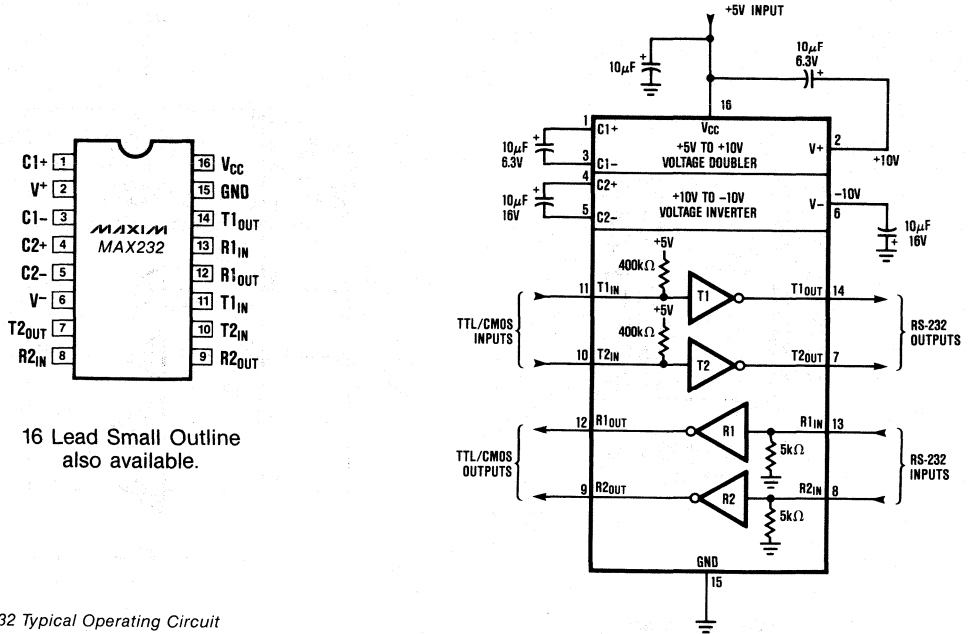 C1+ 1
V+ 2
C1– 3
C2+ 4
C2– 5
V– 6
T2OUT 7
R2IN 8
MAXIM
MAX232
16 VCC
15 GND
14 T1OUT
13 R1IN
12 R1OUT
11 T1IN
10 T2IN
9 R2OUT
16 Lead Small Outline
also available.
32 Typical Operating Circuit
+5V INPUT
10μF +
10μF
6.3V +
16
VCC
1 C1+
10μF +
6.3V
3 C1–
+5V TO +10V
VOLTAGE DOUBLER
V+ 2
+10V
4 C2+
10μF +
16V
5 C2–
+10V TO –10V
VOLTAGE INVERTER
–10V
V– 6
10μF
+ 16V
+5V
400kΩ
11 T1IN
T1
T1OUT 14
TTL/CMOS
INPUTS
+5V
400kΩ
RS-232
OUTPUTS
10 T2IN
T2
T2OUT 7
12 R1OUT
R1
R1IN 13
5kΩ
TTL/CMOS
OUTPUTS
RS-232
INPUTS
9 R2OUT
R2
R2IN 8
5kΩ
GND
15